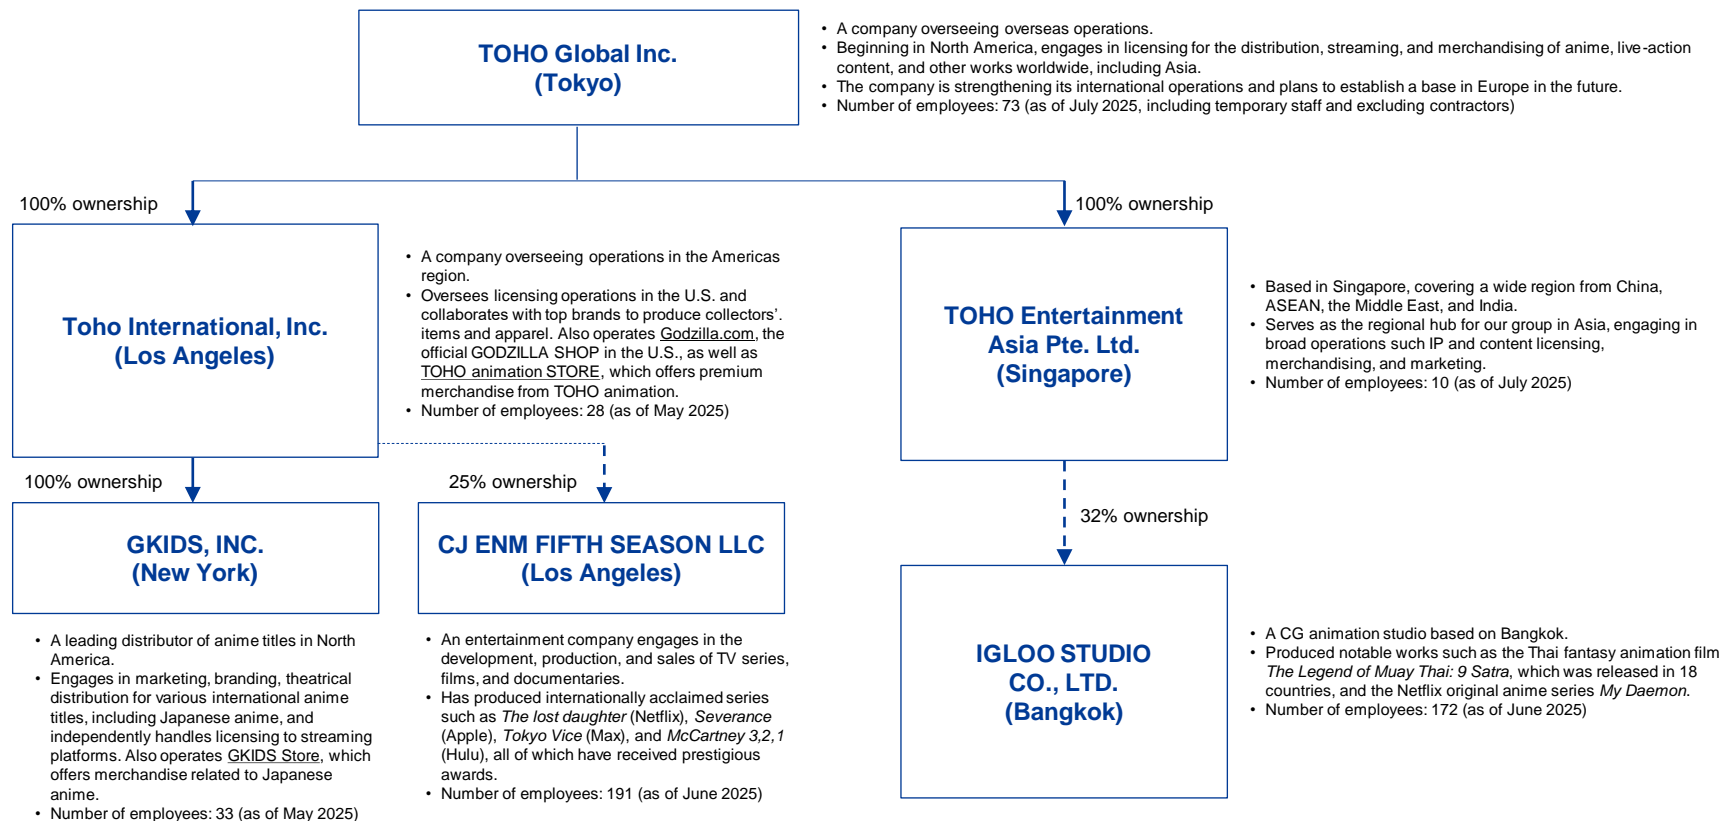 TOHO Global Inc.
(Tokyo)
• A company overseeing overseas operations.
• Beginning in North America, engages in licensing for the distribution, streaming, and merchandising of anime, live-action
content, and other works worldwide, including Asia.
• The company is strengthening its international operations and plans to establish a base in Europe in the future.
• Number of employees: 73 (as of July 2025, including temporary staff and excluding contractors)
100% ownership
100% ownership
Toho International, Inc.
(Los Angeles)
• A company overseeing operations in the Americas
region.
• Oversees licensing operations in the U.S. and
collaborates with top brands to produce collectors'.
items and apparel. Also operates Godzilla.com, the
official GODZILLA SHOP in the U.S., as well as
TOHO animation STORE, which offers premium
merchandise from TOHO animation.
• Number of employees: 28 (as of May 2025)
TOHO Entertainment
Asia Pte. Ltd.
(Singapore)
• Based in Singapore, covering a wide region from China,
ASEAN, the Middle East, and India.
• Serves as the regional hub for our group in Asia, engaging in
broad operations such IP and content licensing,
merchandising, and marketing.
• Number of employees: 10 (as of July 2025)
100% ownership
25% ownership
32% ownership
GKIDS, INC.
(New York)
• A leading distributor of anime titles in North
America.
• Engages in marketing, branding, theatrical
distribution for various international anime
titles, including Japanese anime, and
independently handles licensing to streaming
platforms. Also operates GKIDS Store, which
offers merchandise related to Japanese
anime.
• Number of employees: 33 (as of May 2025)
CJ ENM FIFTH SEASON LLC
(Los Angeles)
• An entertainment company engages in the
development, production, and sales of TV series,
films, and documentaries.
• Has produced internationally acclaimed series
such as The lost daughter (Netflix), Severance
(Apple), Tokyo Vice (Max), and McCartney 3,2,1
(Hulu), all of which have received prestigious
awards.
• Number of employees: 191 (as of June 2025)
IGLOO STUDIO
CO., LTD.
(Bangkok)
• A CG animation studio based on Bangkok.
• Produced notable works such as the Thai fantasy animation film
The Legend of Muay Thai: 9 Satra, which was released in 18
countries, and the Netflix original anime series My Daemon.
• Number of employees: 172 (as of June 2025)